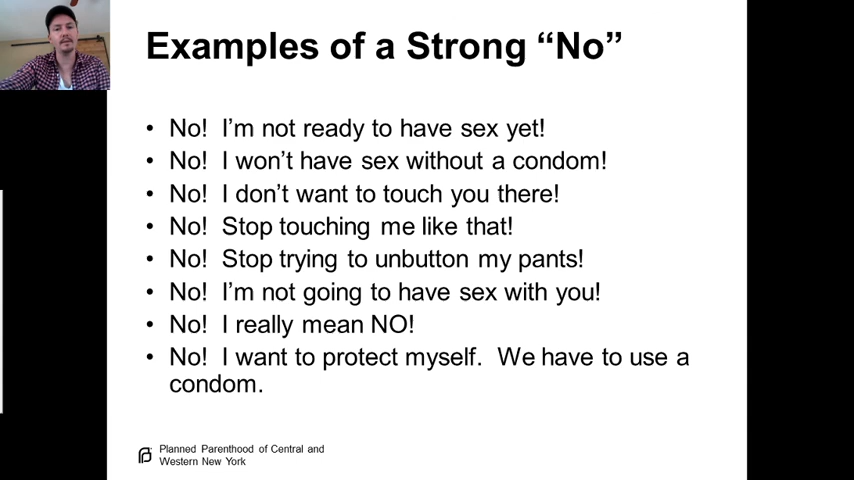 Examples of a Strong “No”
• No!  I’m not ready to have sex yet!
• No!  I won’t have sex without a condom!
• No!  I don’t want to touch you there!
• No!  Stop touching me like that!
• No!  Stop trying to unbutton my pants!
• No!  I’m not going to have sex with you!
• No!  I really mean NO!
• No!  I want to protect myself.  We have to use a
condom.
Planned Parenthood of Central and
Western New York